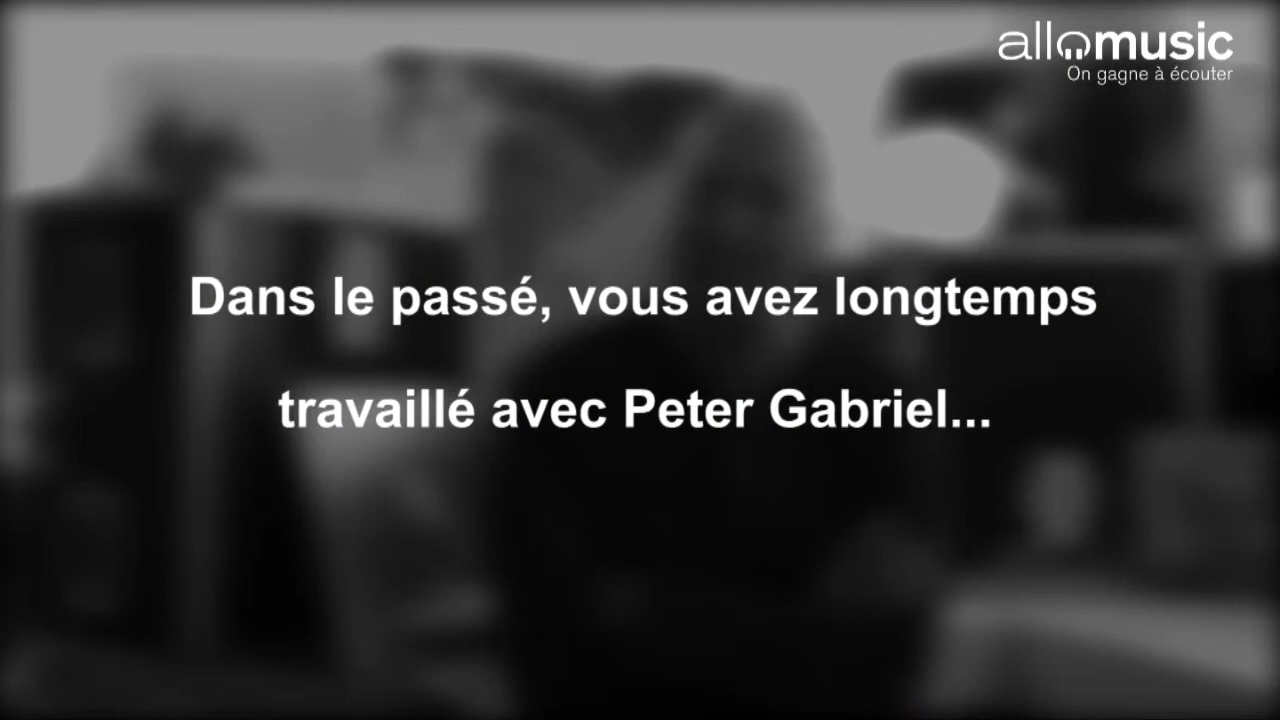 allomusic
On gagne à écouter
Dans le passé, vous avez longtemps
travaillé avec Peter Gabriel...